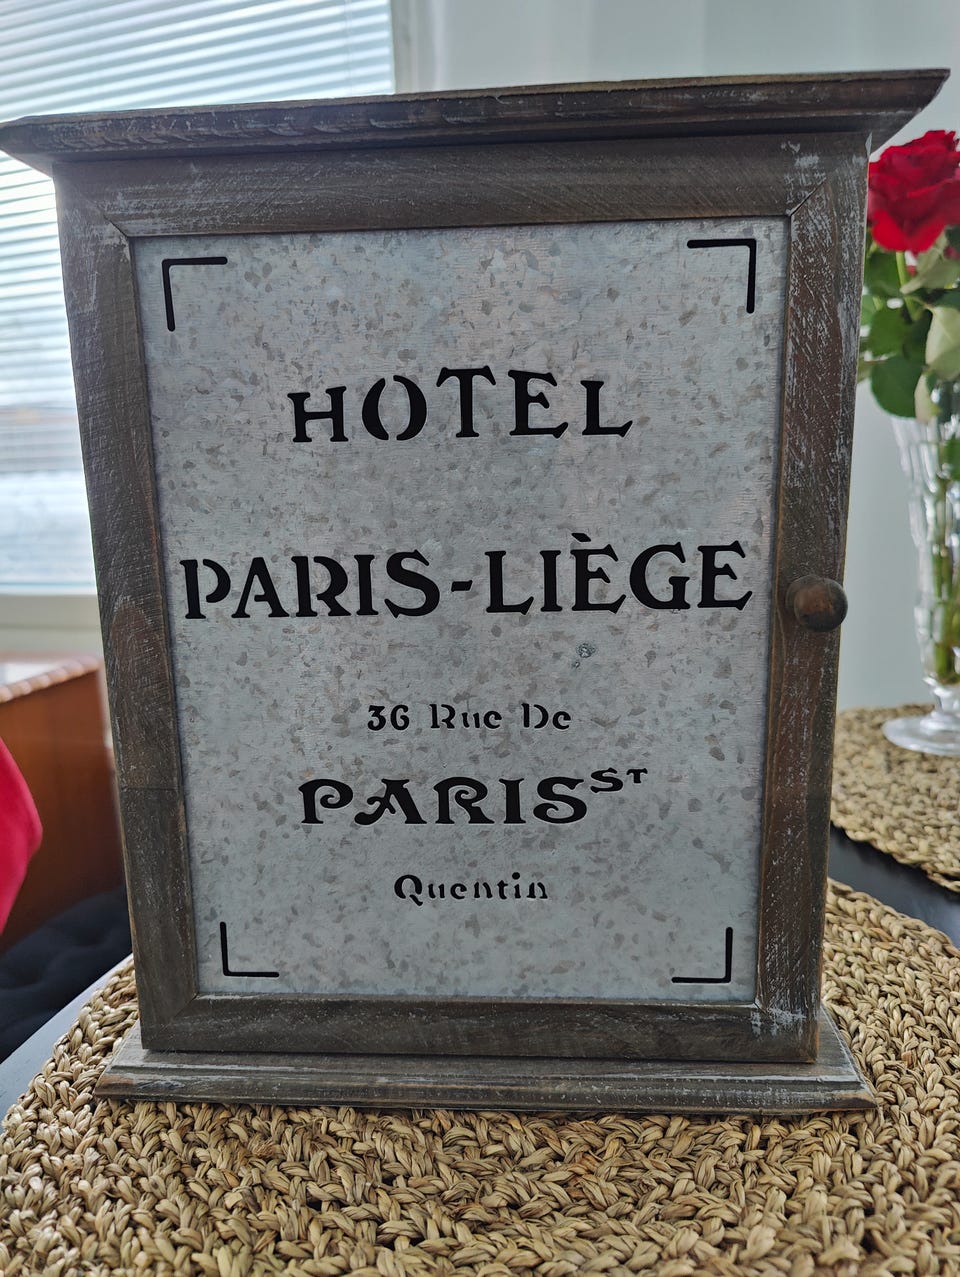 HOTEL
PARIS-LIÈGE
36 Rue De
PARIS ST
Quentin